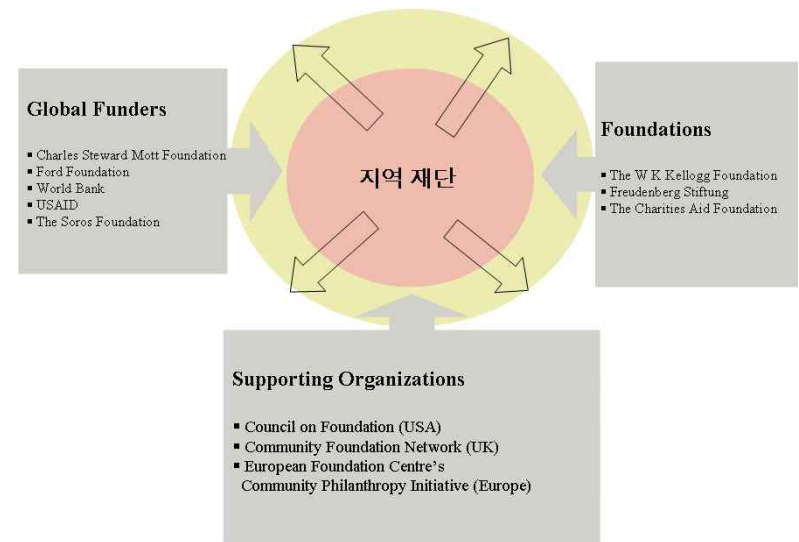 Global Funders
▪ Charles Steward Mott Foundation
▪ Ford Foundation
▪ World Bank
▪ USAID
▪ The Soros Foundation
지역 재단
Foundations
▪ The W K Kellogg Foundation
▪ Freudenberg Stiftung
▪ The Charities Aid Foundation
Supporting Organizations
▪ Council on Foundation (USA)
▪ Community Foundation Network (UK)
▪ European Foundation Centre's
Community Philanthropy Initiative (Europe)